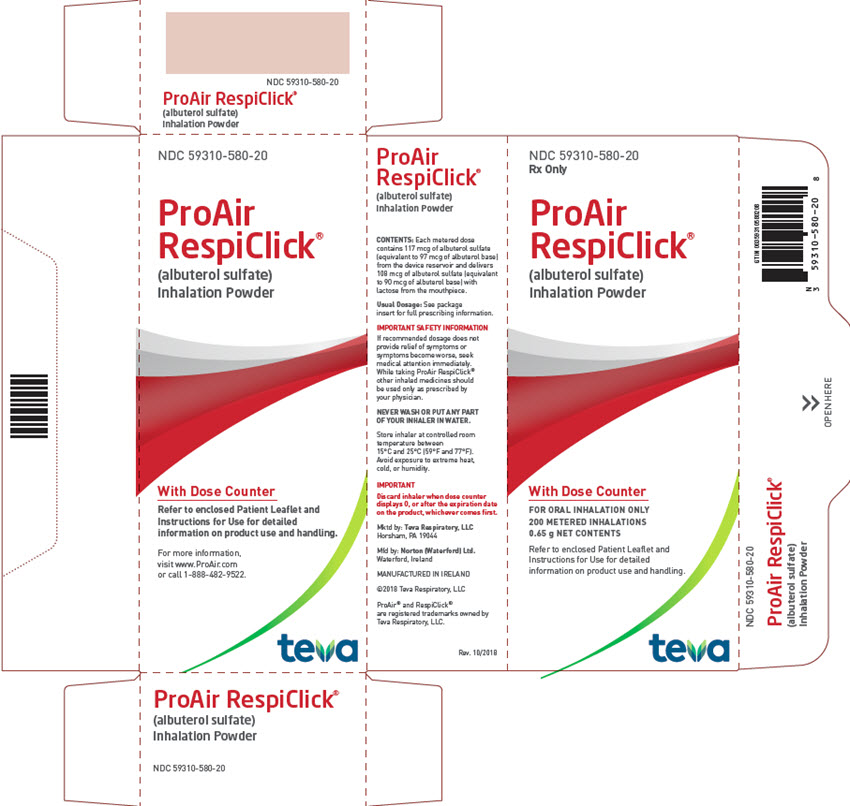 NDC 59310-580-20
ProAir RespiClick®
(albuterol sulfate)
Inhalation Powder
NDC 59310-580-20
ProAir
RespiClick®
(albuterol sulfate)
Inhalation Powder
With Dose Counter
Refer to enclosed Patient Leaflet and
Instructions for Use for detailed
information on product use and handling.
For more information,
visit www.ProAir.com
or call 1-888-482-9522.
teva
ProAir
RespiClick®
(albuterol sulfate)
Inhalation Powder
CONTENTS: Each metered dose
contains 117 mcg of albuterol sulfate
(equivalent to 97 mcg of albuterol base)
from the device reservoir and delivers
108 mcg of albuterol sulfate (equivalent
to 90 mcg of albuterol base) with
lactose from the mouthpiece.
Usual Dosage: See package
insert for full prescribing information.
IMPORTANT SAFETY INFORMATION
If recommended dosage does not
provide relief of symptoms or
symptoms become worse, seek
medical attention immediately.
While taking ProAir RespiClick®
other inhaled medicines should
be used only as prescribed by
your physician.
NEVER WASH OR PUT ANY PART
OF YOUR INHALER IN WATER.
Store inhaler at controlled room
temperature between
15°C and 25°C (59°F and 77°F).
Avoid exposure to extreme heat,
cold, or humidity.
IMPORTANT
Discard inhaler when dose counter
displays 0, or after the expiration date
on the product, whichever comes first.
Mktd by: Teva Respiratory, LLC
Horsham, PA 19044
Mfd by: Norton (Waterford) Ltd.
Waterford, Ireland
MANUFACTURED IN IRELAND
©2018 Teva Respiratory, LLC
ProAir® and RespiClick®
are registered trademarks owned by
Teva Respiratory, LLC.
Rev. 10/2018
NDC 59310-580-20
Rx Only
ProAir
RespiClick®
(albuterol sulfate)
Inhalation Powder
With Dose Counter
FOR ORAL INHALATION ONLY
200 METERED INHALATIONS
0.65 g NET CONTENTS
Refer to enclosed Patient Leaflet and
Instructions for Use for detailed
information on product use and handling.
teva
N
3 59310-580-20 8
OPEN HERE
NDC 59310-580-20
ProAir RespiClick®
(albuterol sulfate)
Inhalation Powder
ProAir RespiClick®
(albuterol sulfate)
Inhalation Powder
NDC 59310-580-20